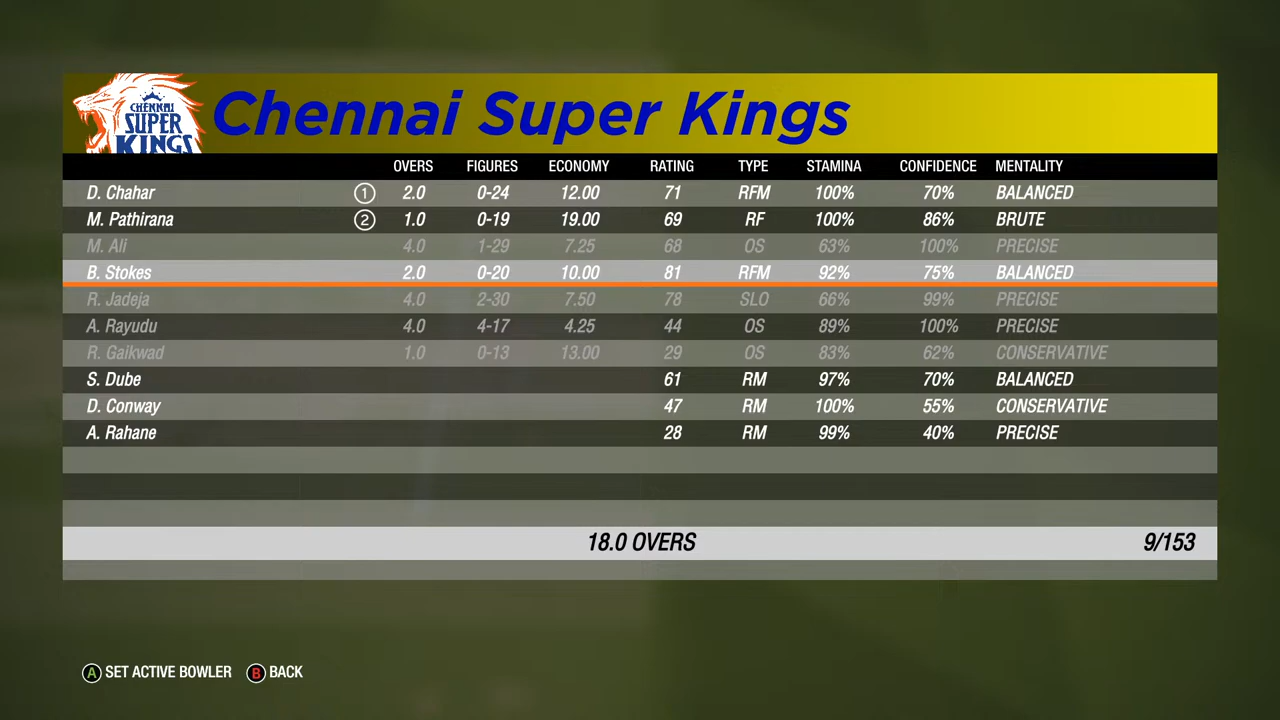 CHENNAI
SUPER
KINGS
Chennai Super Kings
OVERS FIGURES ECONOMY RATING TYPE STAMINA CONFIDENCE MENTALITY
D. Chahar 1 2.0 0-24 12.00 71 RFM 100% 70% BALANCED
M. Pathirana 2 1.0 0-19 19.00 69 RF 100% 86% BRUTE
M. Ali 4.0 1-29 7.25 68 OS 63% 100% PRECISE
B. Stokes 2.0 0-20 10.00 81 RFM 92% 75% BALANCED
R. Jadeja 4.0 2-30 7.50 78 SLO 66% 99% PRECISE
A. Rayudu 4.0 4-17 4.25 44 OS 89% 100% PRECISE
R. Gaikwad 1.0 0-13 13.00 29 OS 83% 62% CONSERVATIVE
S. Dube 61 RM 97% 70% BALANCED
D. Conway 47 RM 100% 55% CONSERVATIVE
A. Rahane 28 RM 99% 40% PRECISE
18.0 OVERS 9/153
A SET ACTIVE BOWLER B BACK